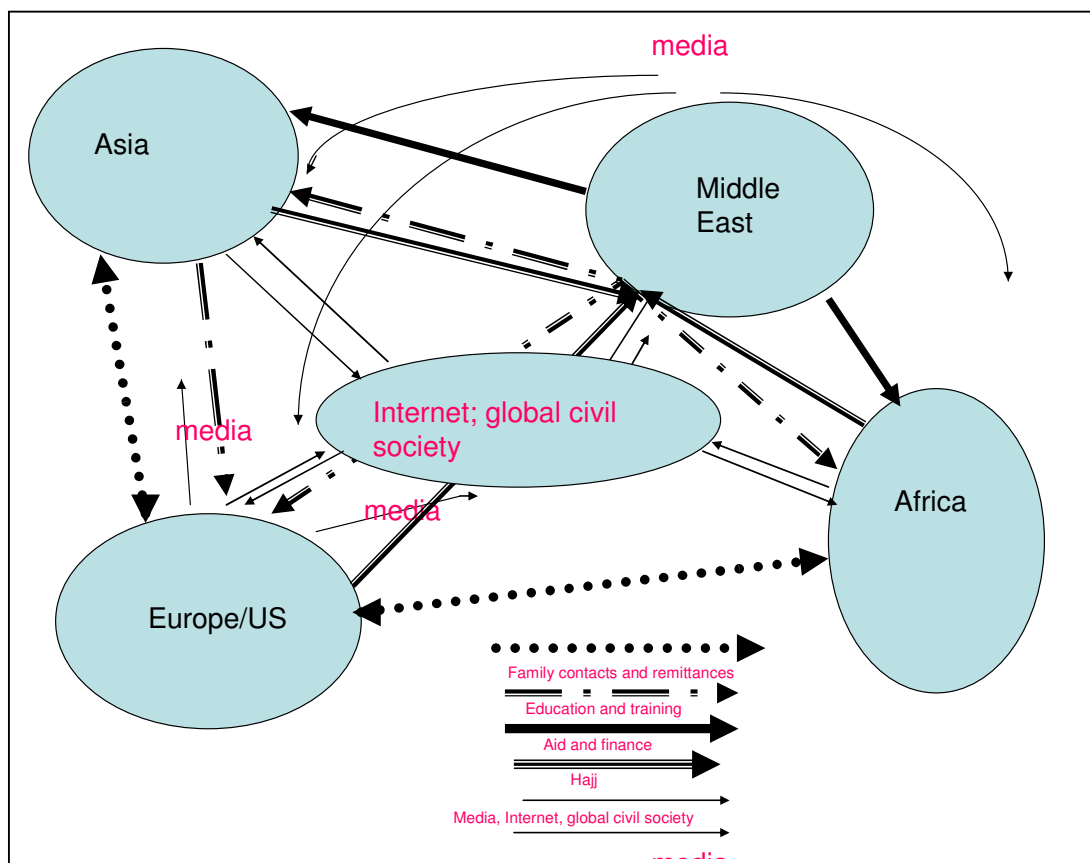 media
Asia
Middle
East
Internet; global civil
society
media
media
Africa
Europe/US
Family contacts and remittances
Education and training
Aid and finance
Hajj
Media, Internet, global civil society
media